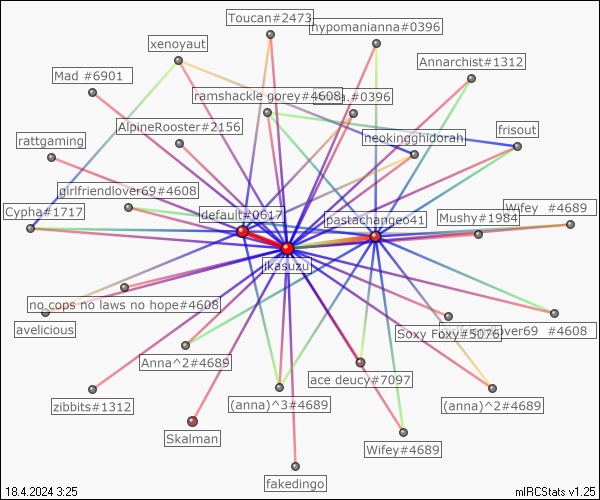 Toucan#2473
hypomanianna#0396
xenoyaut
Annarchist#1312
Mad #6901
ramshackle gorey#4608
#0396
AlpineRooster#2156
frisout
neokingghidorah
rattgaming
girlfriendlover69#4608
Wifey #4689
Cypha#1717
default#0617
pastachangeo41
Mushy#1984
ikasuzu
no cops no laws no hope#4608
avelicious
Soxy Foxy#5076
over69 #4608
Anna^2#4689
ace deucy#7097
zibbits#1312
(anna)^3#4689
(anna)^2#4689
Skalman
Wifey#4689
fakedingo
18.4.2024 3:25
mIRCStats v1.25